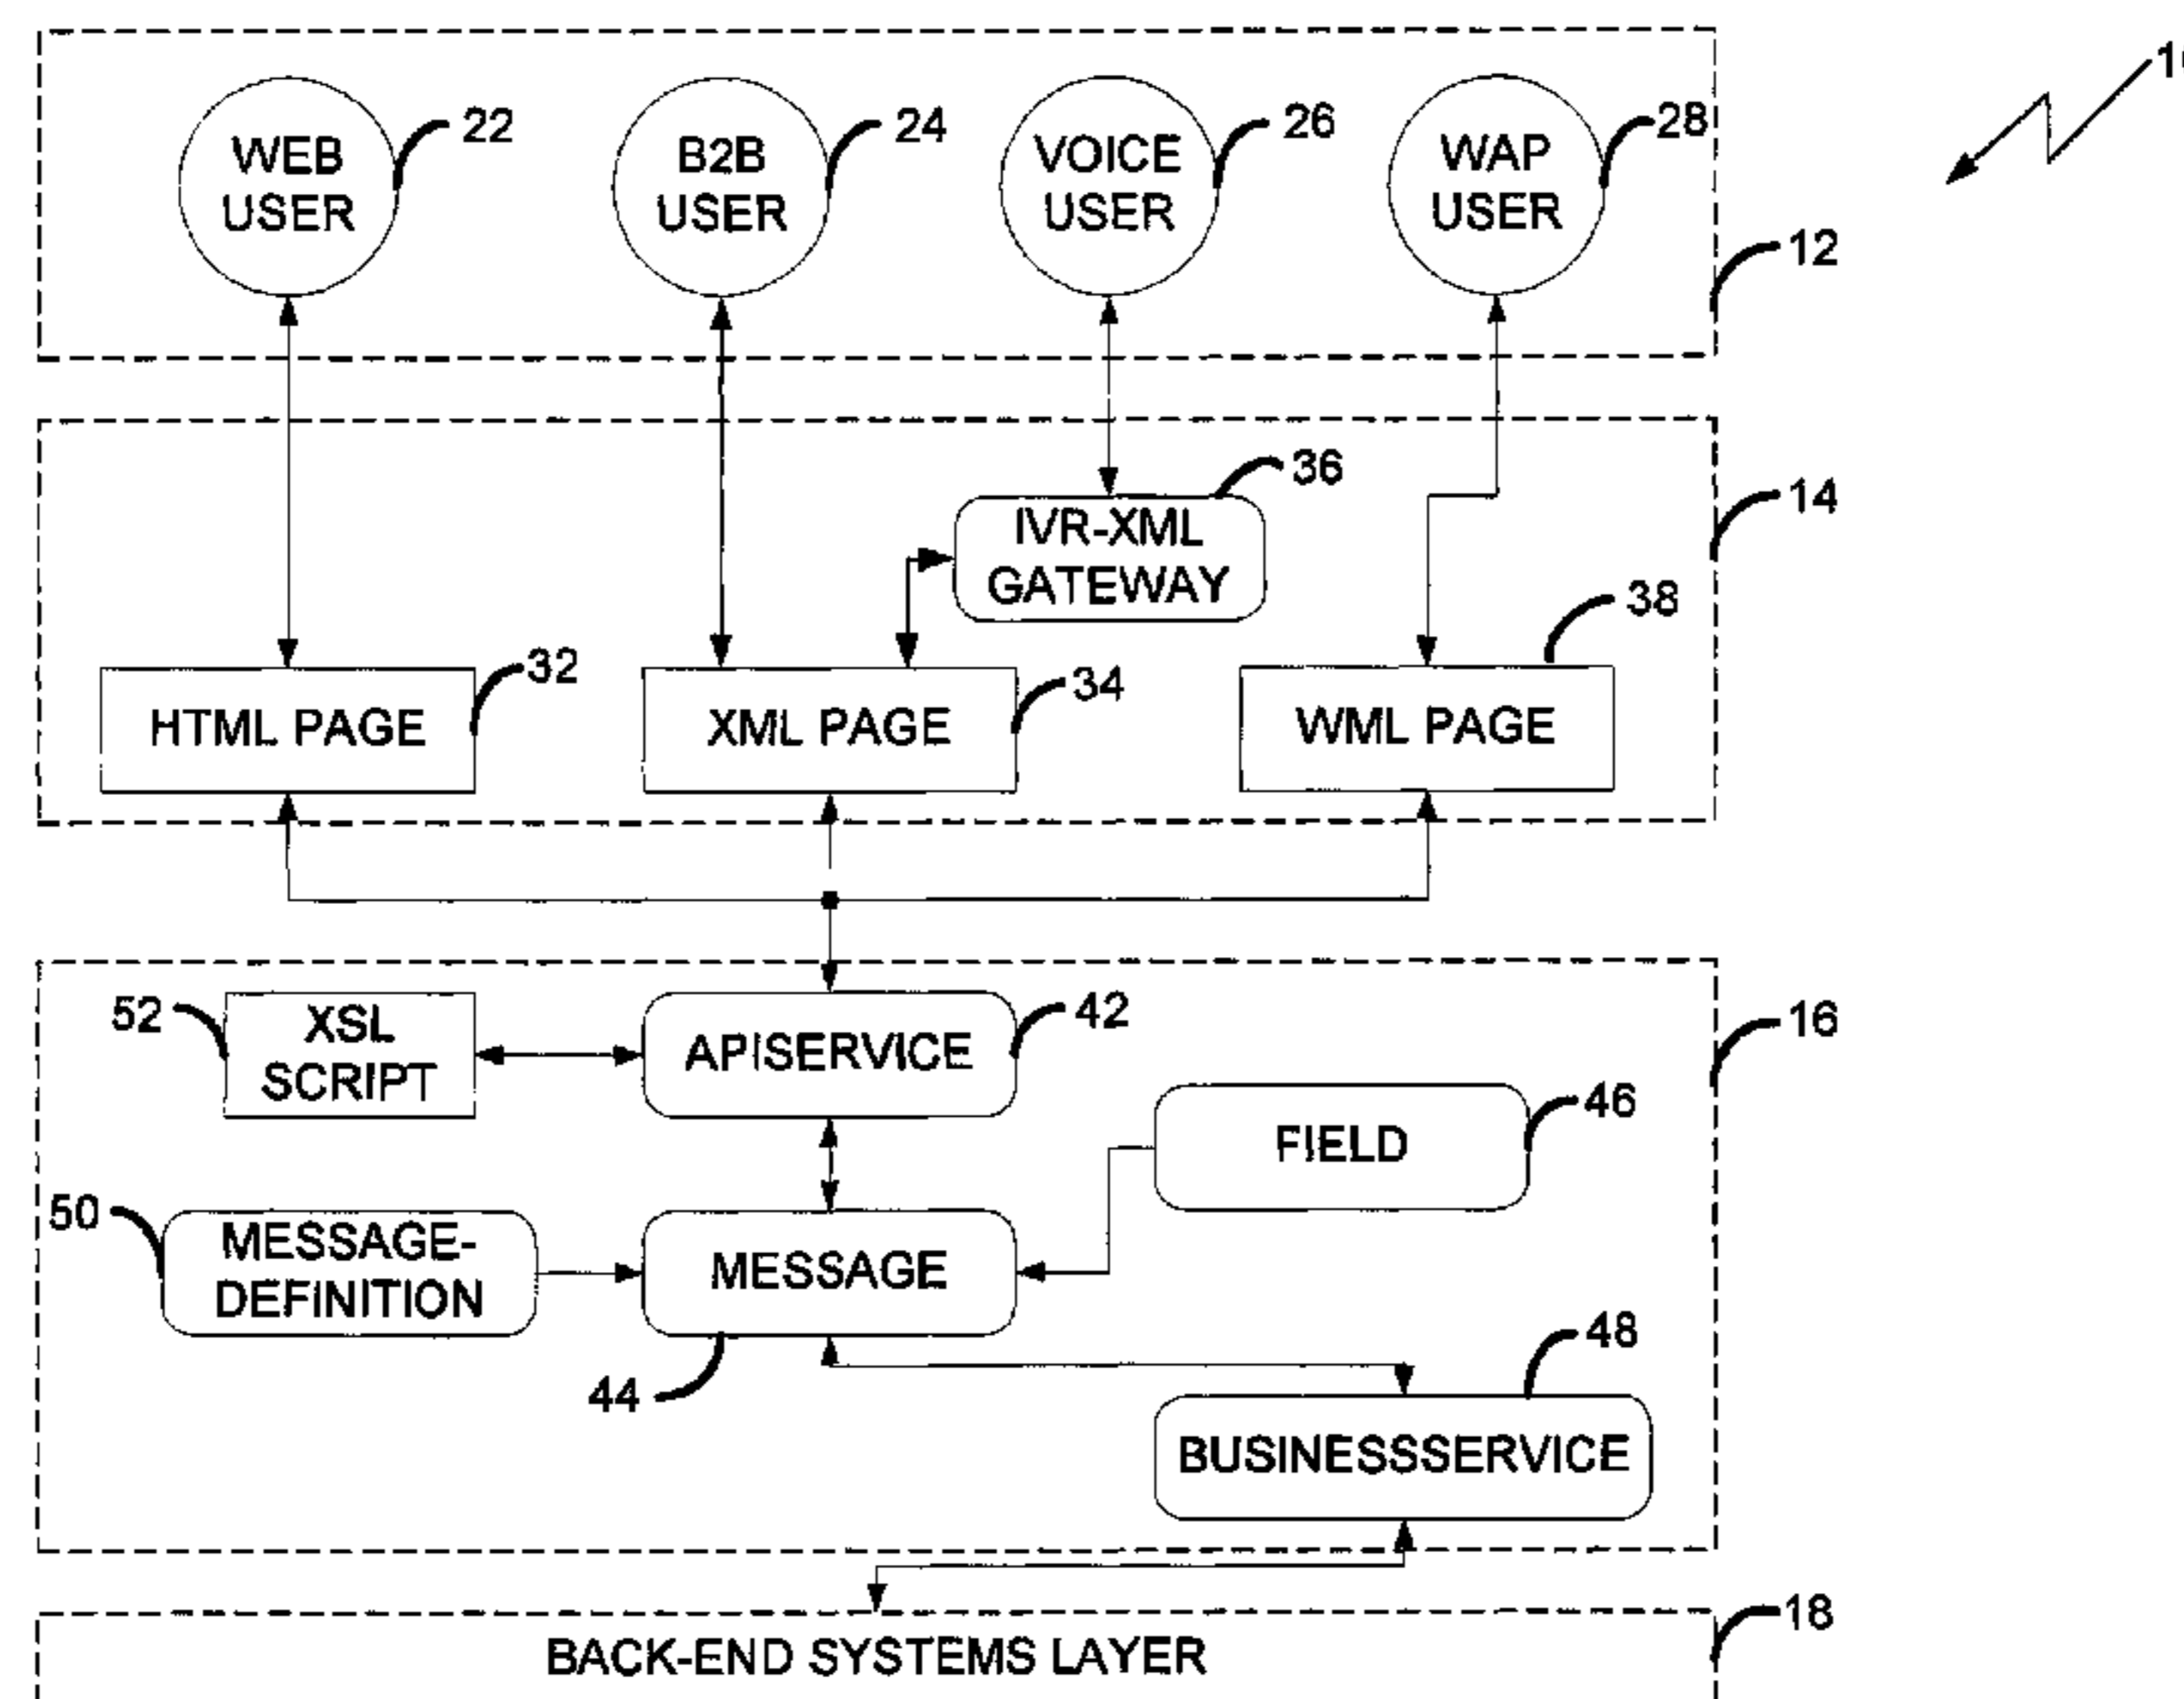 WEB
USER
22
B2B
USER
24
VOICE
USER
26
WAP
USER
28
12
14
36
IVR-XML
GATEWAY
38
HTML PAGE
32
XML PAGE
34
WML PAGE
52
XSL
SCRIPT
APISERVICE
42
16
FIELD
46
50
MESSAGE-
DEFINITION
MESSAGE
44
48
BUSINESSSERVICE
18
BACK-END SYSTEMS LAYER